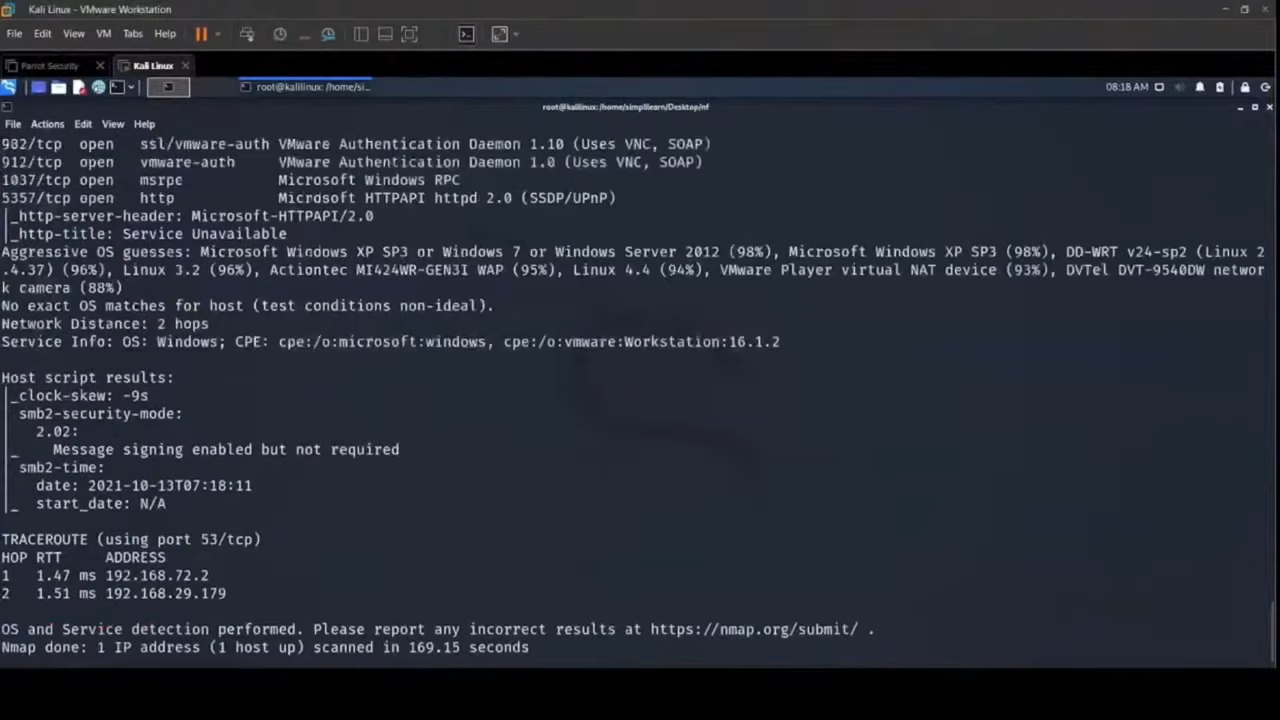 Kali Linux - VMware Workstation
File Edit View VM Tabs Help
Parrot Security
Kali Linux
root@kalilinux: /home/si...
08:18 AM
root@kalilinux: /home/simplilearn/Desktop/nf
File Actions Edit View Help
902/tcp open ssl/vmware-auth VMware Authentication Daemon 1.10 (Uses VNC, SOAP)
912/tcp open vmware-auth VMware Authentication Daemon 1.0 (Uses VNC, SOAP)
1037/tcp open msrpc Microsoft Windows RPC
5357/tcp open http Microsoft HTTPAPI httpd 2.0 (SSDP/UPnP)
|_http-server-header: Microsoft-HTTPAPI/2.0
|_http-title: Service Unavailable
Aggressive OS guesses: Microsoft Windows XP SP3 or Windows 7 or Windows Server 2012 (98%), Microsoft Windows XP SP3 (98%), DD-WRT v24-sp2 (Linux 2
.4.37) (96%), Linux 3.2 (96%), Actiontec MI424WR-GEN3I WAP (95%), Linux 4.4 (94%), VMware Player virtual NAT device (93%), DVTel DVT-9540DW networ
k camera (88%)
No exact OS matches for host (test conditions non-ideal).
Network Distance: 2 hops
Service Info: OS: Windows; CPE: cpe:/o:microsoft:windows, cpe:/o:vmware:Workstation:16.1.2
Host script results:
|_clock-skew: -9s
| smb2-security-mode:
|   2.02:
|_    Message signing enabled but not required
| smb2-time:
|   date: 2021-10-13T07:18:11
|_  start_date: N/A
TRACEROUTE (using port 53/tcp)
HOP RTT ADDRESS
1 1.47 ms 192.168.72.2
2 1.51 ms 192.168.29.179
OS and Service detection performed. Please report any incorrect results at https://nmap.org/submit/ .
Nmap done: 1 IP address (1 host up) scanned in 169.15 seconds